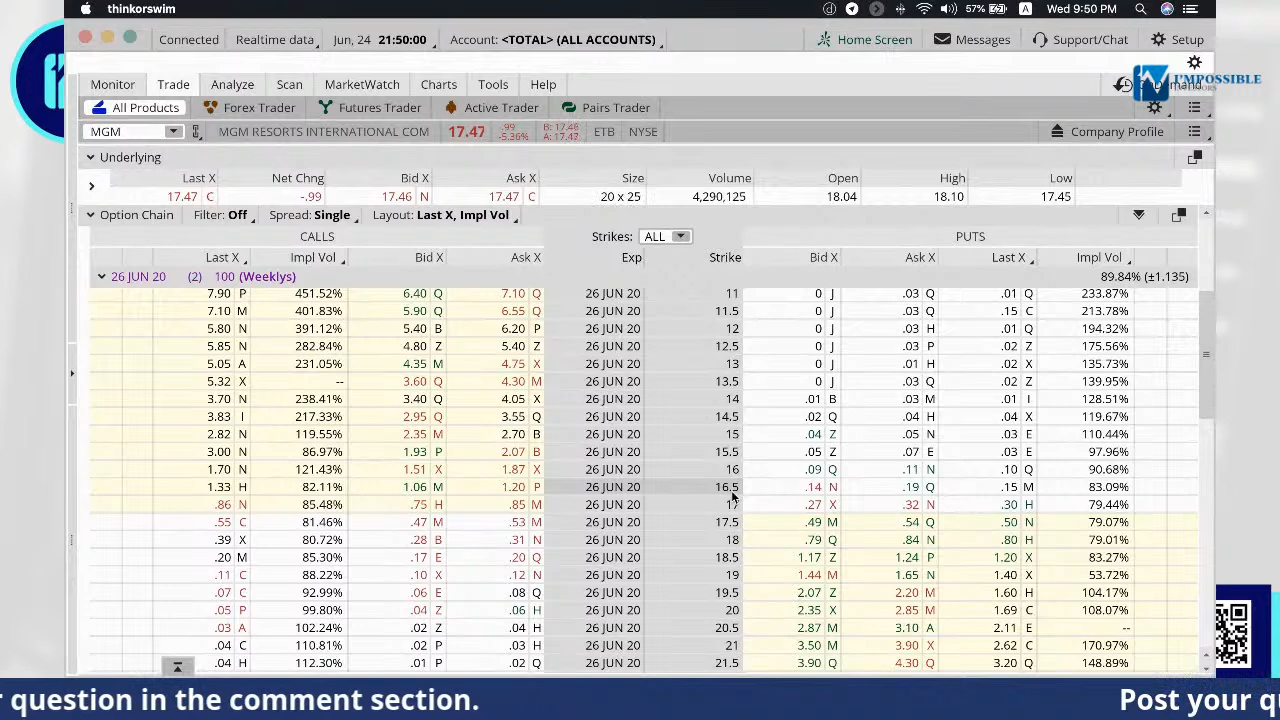 thinkorswim 57% A Wed 9:50 PM
Connected Realtime data Jun, 24 21:50:00 Account: <TOTAL> (ALL ACCOUNTS) Home Screen Messages Support/Chat Setup
Monitor Trade Analyze Scan MarketWatch Charts Tools Help
I'MPOSSIBLE
All Products Forex Trader Futures Trader Active Trader Pairs Trader
MGM MGM RESORTS INTERNATIONAL COM 17.47 -.99 -5.36% B: 17.46 A: 17.47 ETB NYSE Company Profile
Underlying
Last X Net Chng Bid X Ask X Size Volume Open High Low
17.47 C -.99 17.46 N 17.47 C 20 x 25 4,290,125 18.04 18.10 17.45
Option Chain Filter: Off Spread: Single Layout: Last X, Impl Vol
CALLS Strikes: ALL PUTS
Last X Impl Vol Bid X Ask X Exp Strike Bid X Ask X Last X Impl Vol
26 JUN 20 (2) 100 (Weeklys) 89.84% (±1.135)
7.90 P 451.52% 6.40 Q 7.10 Q 26 JUN 20 11 0 J .03 Q .01 Q 233.87%
7.10 M 401.83% 5.90 Q 6.55 Q 26 JUN 20 11.5 0 J .03 Q .15 C 213.78%
5.80 N 391.12% 5.40 B 6.20 P 26 JUN 20 12 0 J .03 H .01 Q 194.32%
5.85 N 282.84% 4.80 Z 5.40 Z 26 JUN 20 12.5 0 J .03 P .02 Z 175.56%
5.05 A 231.05% 4.35 M 4.75 X 26 JUN 20 13 0 J .01 H .02 X 135.73%
5.32 X -- 3.60 Q 4.30 M 26 JUN 20 13.5 0 J .03 Q .02 Z 139.95%
3.70 N 238.41% 3.40 Q 4.05 X 26 JUN 20 14 .01 B .03 M .01 I 128.51%
3.83 I 217.33% 2.95 Q 3.55 Q 26 JUN 20 14.5 .02 Q .04 H .04 X 119.67%
2.82 N 119.55% 2.35 M 2.70 B 26 JUN 20 15 .04 Z .05 N .03 E 110.44%
3.00 N 86.97% 1.93 P 2.07 B 26 JUN 20 15.5 .05 Z .07 E .03 E 97.96%
1.70 N 121.43% 1.51 X 1.87 X 26 JUN 20 16 .09 Q .11 N .10 Q 90.68%
1.33 H 82.11% 1.06 M 1.20 P 26 JUN 20 16.5 .14 N .19 Q .15 M 83.09%
.86 N 85.48% .75 H .85 M 26 JUN 20 17 .27 X .32 N .30 H 79.44%
.55 C 81.46% .47 M .53 M 26 JUN 20 17.5 .49 M .54 Q .50 N 79.07%
.39 X 80.72% .28 B .31 N 26 JUN 20 18 .79 Q .84 N .80 H 79.01%
.20 M 85.30% .17 E .20 Q 26 JUN 20 18.5 1.17 Z 1.24 P 1.20 X 83.27%
.11 C 88.22% .10 X .12 N 26 JUN 20 19 1.44 M 1.65 N 1.40 X 53.72%
.07 C 92.99% .06 E .08 Q 26 JUN 20 19.5 2.07 Z 2.20 M 1.60 H 104.17%
.05 P 99.80% .04 Z .06 H 26 JUN 20 20 2.35 X 2.85 M 1.69 C 108.07%
.03 A 102.24% .02 Z .04 H 26 JUN 20 20.5 2.87 M 3.10 A 2.11 E --
.04 C 110.81% .02 P .03 H 26 JUN 20 21 3.50 M 3.90 X 2.62 C 170.97%
.04 H 112.30% .01 P .02 Q 26 JUN 20 21.5 3.90 Q 4.30 Q 3.20 Q 148.89%
r question in the comment section. Post your qu